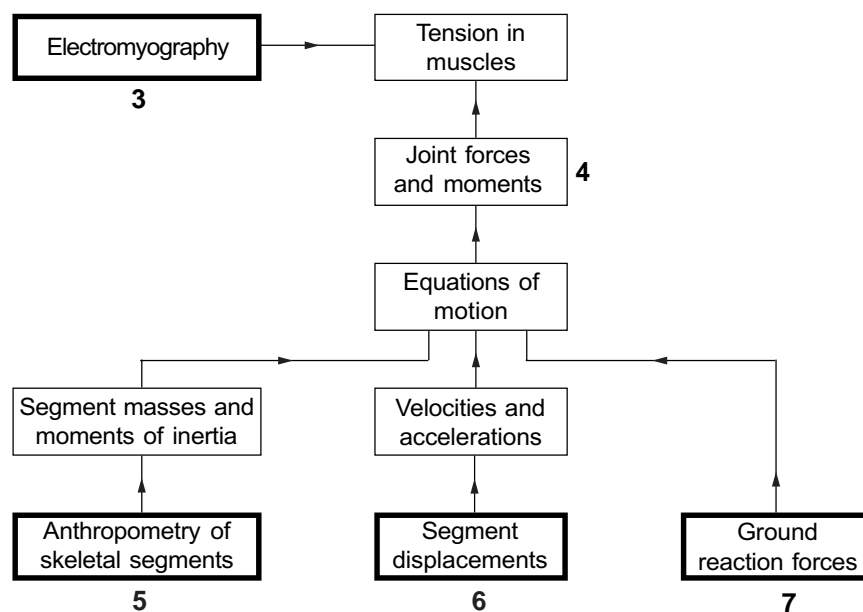 Electromyography
3
Tension in
muscles
Joint forces
and moments
4
Equations of
motion
Segment masses and
moments of inertia
Velocities and
accelerations
Anthropometry of
skeletal segments
5
Segment
displacements
6
Ground
reaction forces
7